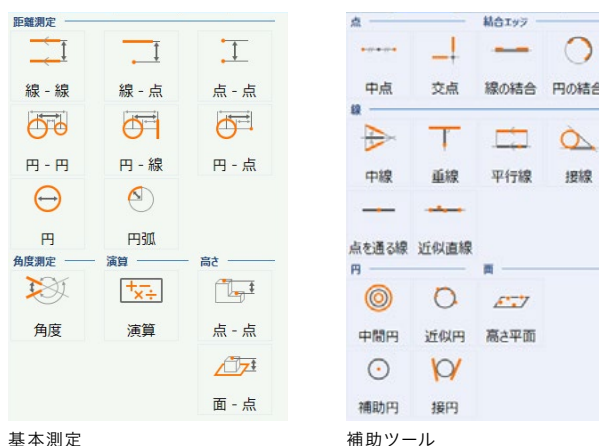 距離測定
線 - 線 線 - 点 点 - 点
円 - 円 円 - 線 円 - 点
円 円弧
角度測定 演算 高さ
角度 演算 点 - 点
面 - 点
基本測定
点 結合エッジ
中点 交点 線の結合 円の結合
線
中線 垂線 平行線 接線
点を通る線 近似直線
円 面
中間円 近似円 高さ平面
補助円 接円
補助ツール